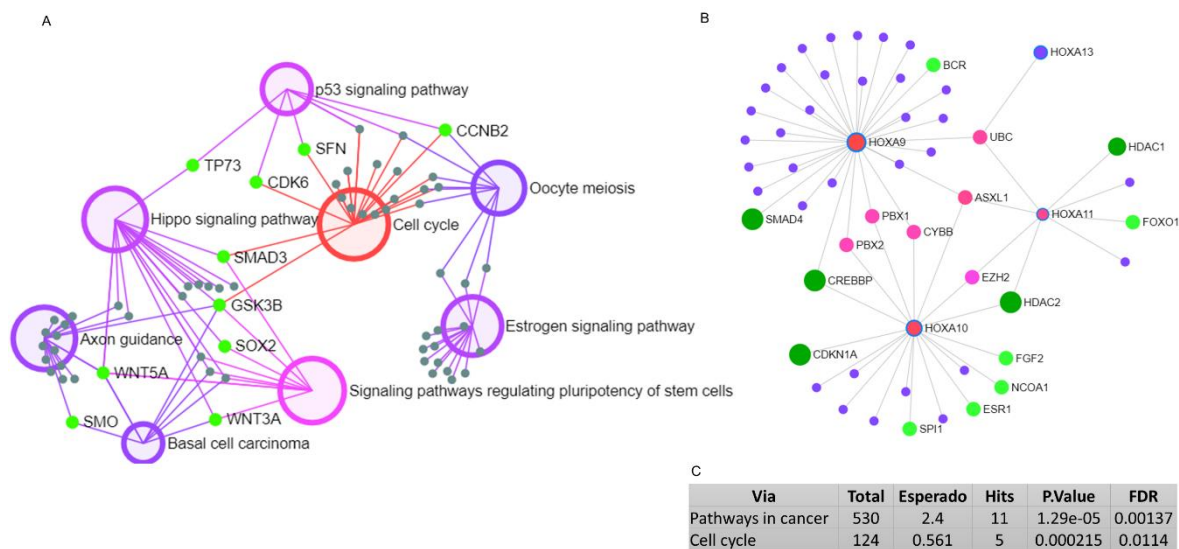 A
p53 signaling pathway
CCNB2
SFN
TP73
CDK6
Oocyte meiosis
Hippo signaling pathway
Cell cycle
SMAD3
GSK3B
Axon guidance
Estrogen signaling pathway
SOX2
WNT5A
Signaling pathways regulating pluripotency of stem cells
SMO
WNT3A
Basal cell carcinoma
B
HOXA13
BCR
UBC
HOXA9
HDAC1
ASXL1
HOXA11
SMAD4
PBX1
FOXO1
CYBB
PBX2
CREBBP
EZH2
HDAC2
HOXA10
CDKN1A
FGF2
NCOA1
ESR1
SPI1
C
Via Total Esperado Hits P.Value FDR
Pathways in cancer 530 2.4 11 1.29e-05 0.00137
Cell cycle 124 0.561 5 0.000215 0.0114